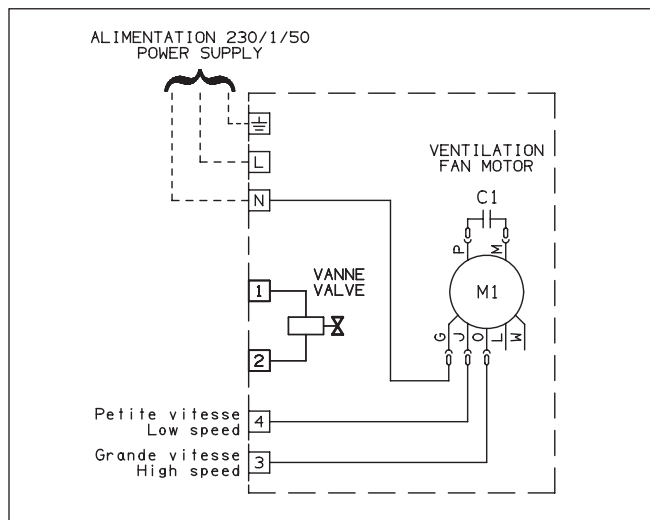 ALIMENTATION 230/1/50
POWER SUPPLY
L
N
VENTILATION
FAN MOTOR
C1
P
M
M1
G
J
O
L
W
1
VANNE
VALVE
2
Petite vitesse
Low speed
4
Grande vitesse
High speed
3